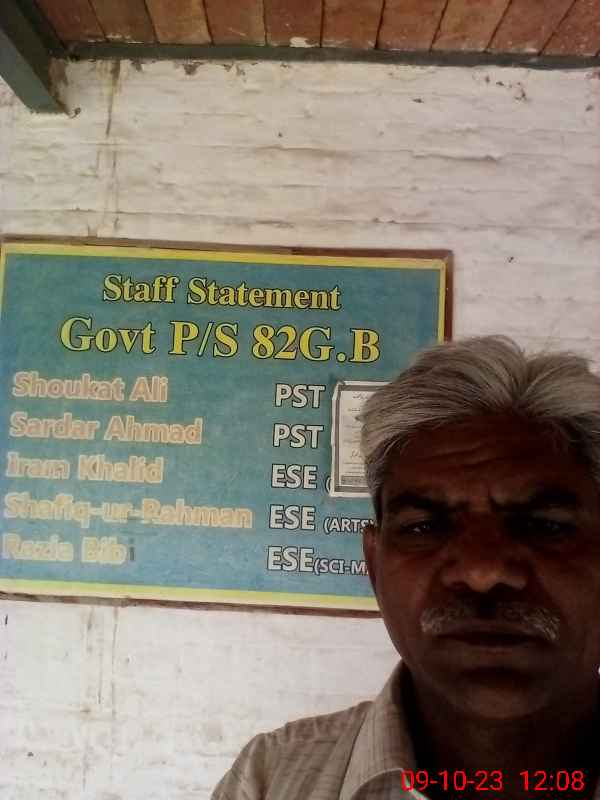 Staff Statement
Govt P/S 82G.B
Shoukat Ali PST
Sardar Ahmad PST
Iram Khalid ESE (
Shafiq-ur-Rahman ESE (ARTS)
Rezia Bibi ESE(SCI-M
09-10-23 12:08